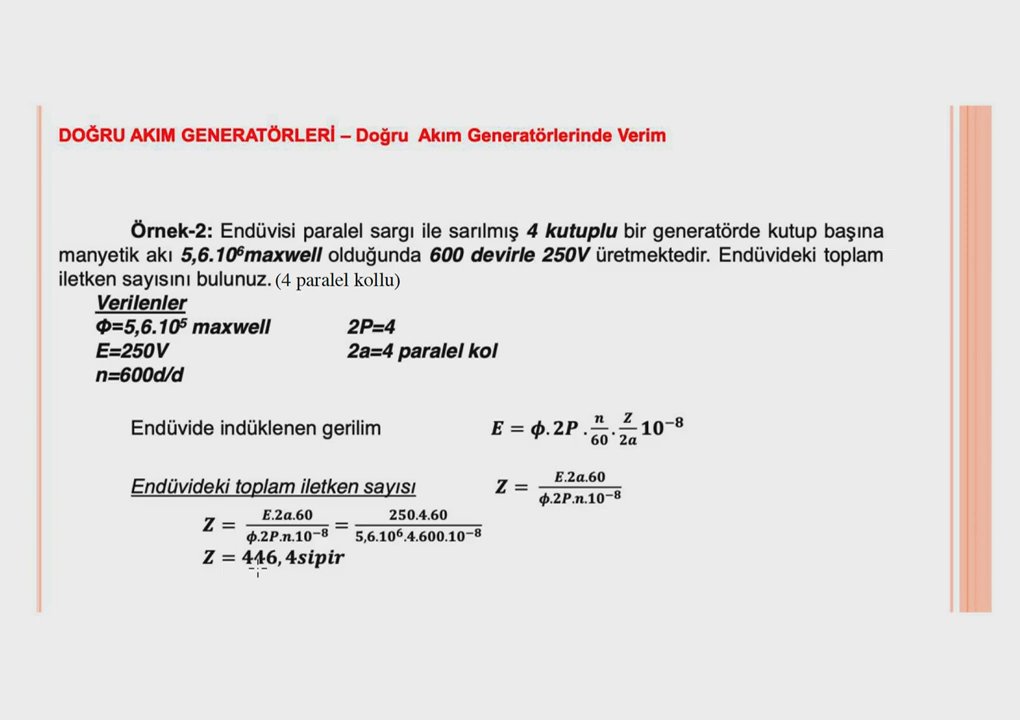 DOĞRU AKIM GENERATÖRLERİ – Doğru Akım Generatörlerinde Verim
Örnek-2: Endüvisi paralel sargı ile sarılmış 4 kutuplu bir generatörde kutup başına
manyetik akı 5,6.10⁶maxwell olduğunda 600 devirle 250V üretmektedir. Endüvideki toplam
iletken sayısını bulunuz. (4 paralel kollu)
Verilenler
Φ=5,6.10⁵ maxwell 2P=4
E=250V 2a=4 paralel kol
n=600d/d
Endüvide indüklenen gerilim E = ϕ.2P.n/60.Z/2a 10⁻⁸
Endüvideki toplam iletken sayısı Z = E.2a.60/ϕ.2P.n.10⁻⁸
Z = E.2a.60/ϕ.2P.n.10⁻⁸ = 250.4.60/5,6.10⁶.4.600.10⁻⁸
Z = 446,4sipir